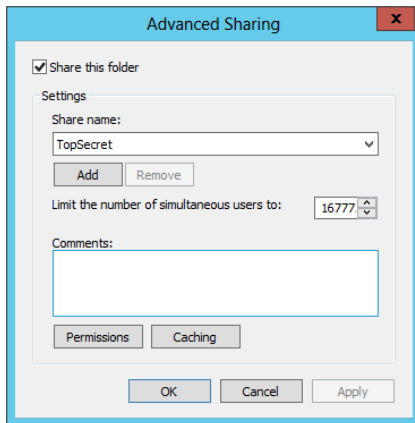 Advanced Sharing
x
Share this folder
Settings
Share name:
TopSecret
Add Remove
Limit the number of simultaneous users to: 16777
Comments:
Permissions Caching
OK Cancel Apply